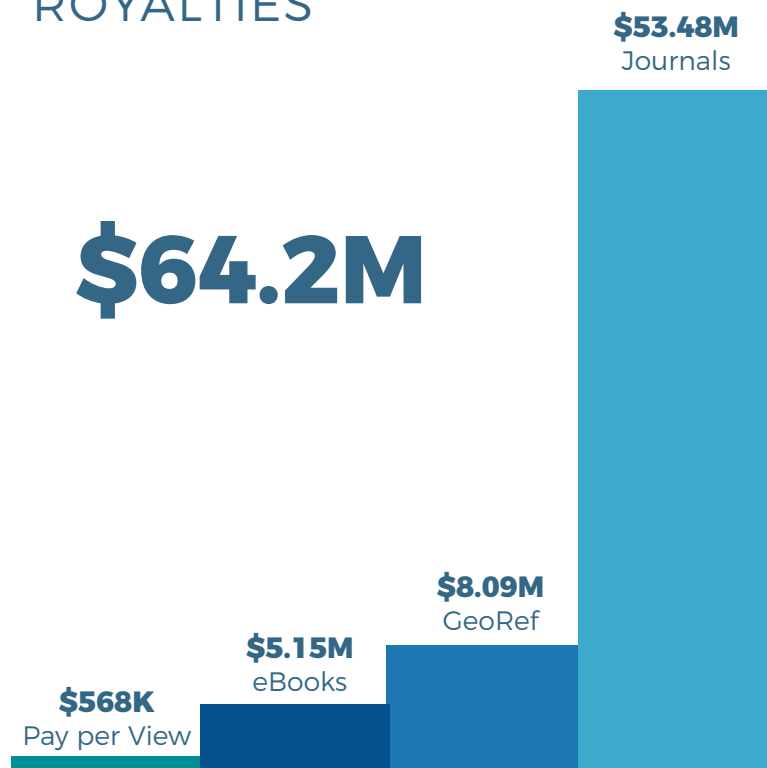 ROYALTIES
$53.48M
Journals
$64.2M
$8.09M
GeoRef
$5.15M
eBooks
$568K
Pay per View